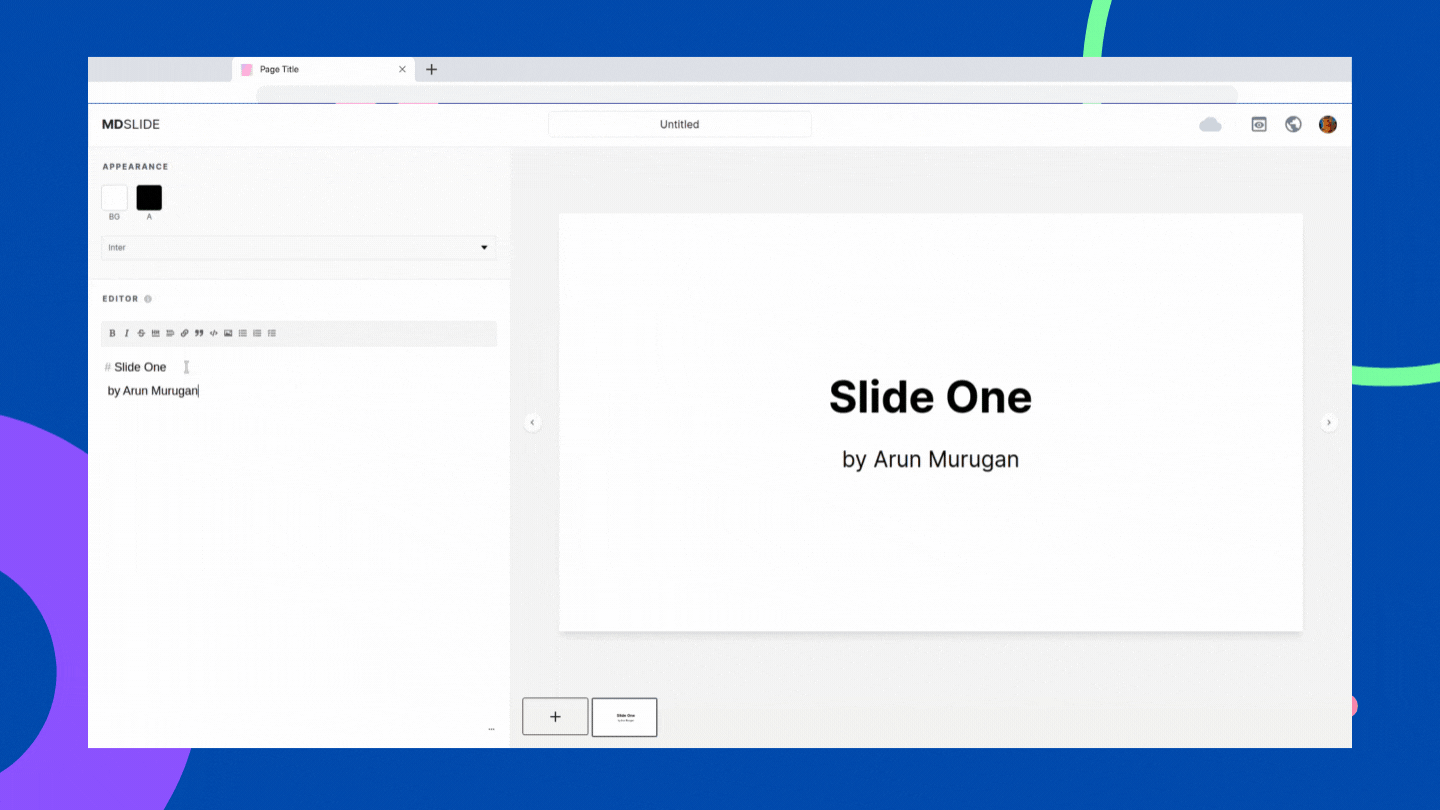 Page Title
MDSLIDE
Untitled
APPEARANCE
BG
A
Inter
EDITOR
B I S
# Slide One
by Arun Murugan
Slide One
by Arun Murugan
Slide One
by Arun Murugan